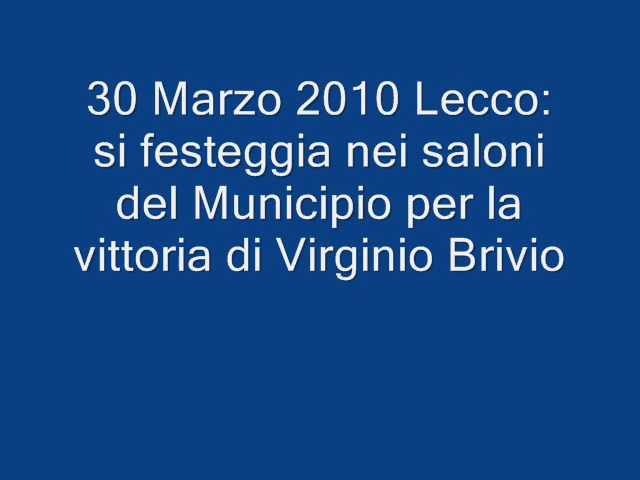 30 Marzo 2010 Lecco:
si festeggia nei saloni
del Municipio per la
vittoria di Virginio Brivio